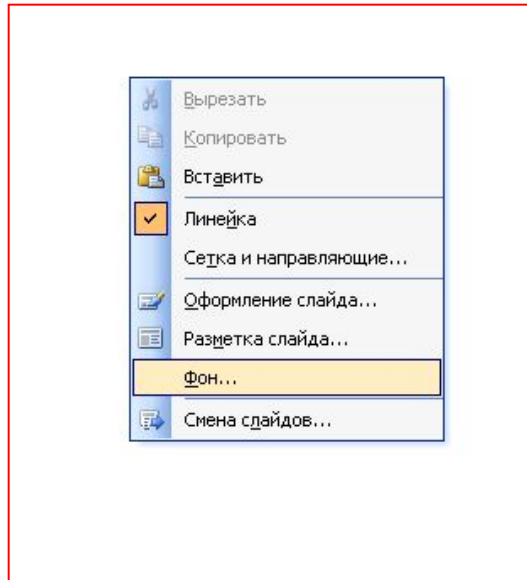 Вырезать
Копировать
Вставить
Линейка
Сетка и направляющие...
Оформление слайда...
Разметка слайда...
Фон...
Смена слайдов...